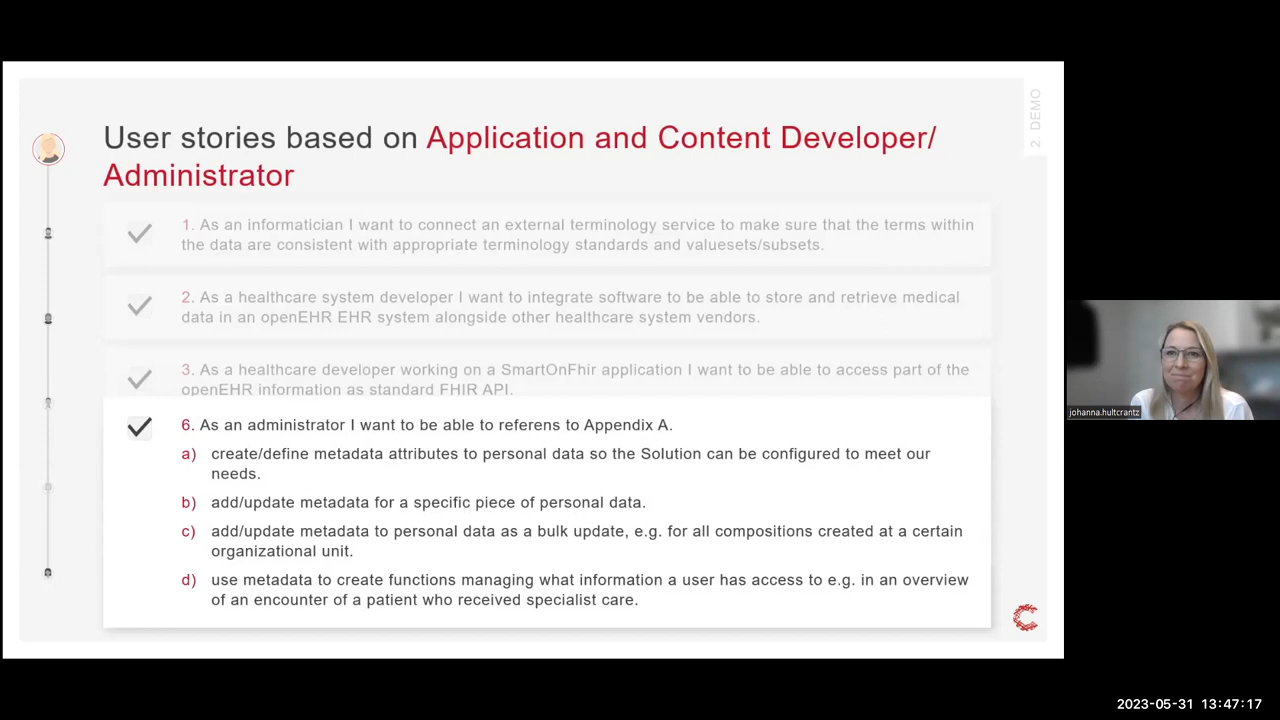 2 DEMO
User stories based on Application and Content Developer/
Administrator
1. As an informatician I want to connect an external terminology service to make sure that the terms within
the data are consistent with appropriate terminology standards and valuesets/subsets.
2. As a healthcare system developer I want to integrate software to be able to store and retrieve medical
data in an openEHR EHR system alongside other healthcare system vendors.
3. As a healthcare developer working on a SmartOnFhir application I want to be able to access part of the
openEHR information as standard FHIR API.
6. As an administrator I want to be able to referens to Appendix A.
a) create/define metadata attributes to personal data so the Solution can be configured to meet our
needs.
b) add/update metadata for a specific piece of personal data.
c) add/update metadata to personal data as a bulk update, e.g. for all compositions created at a certain
organizational unit.
d) use metadata to create functions managing what information a user has access to e.g. in an overview
of an encounter of a patient who received specialist care.
johanna.hultcrantz
2023-05-31 13:47:17